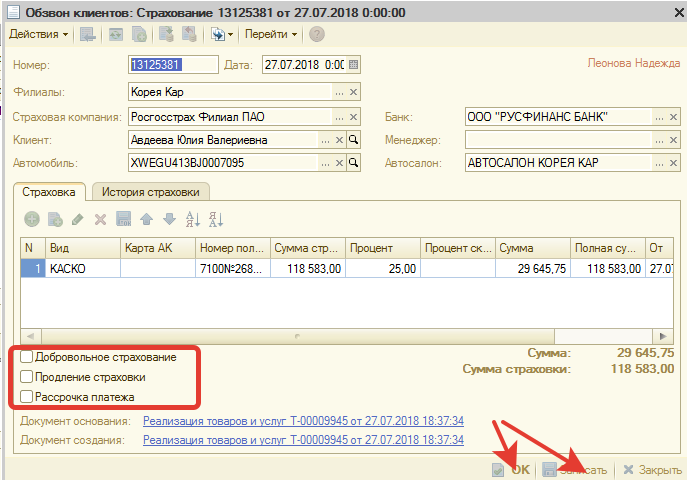 Обзвон клиентов: Страхование 13125381 от 27.07.2018 0:00:00
Действия Перейти
Номер: 13125381 Дата: 27.07.2018 0:00 Леонова Надежда
Филиалы: Корея Кар
Страховая компания: Росгосстрах Филиал ПАО Банк: ООО "РУСФИНАНС БАНК"
Клиент: Авдеева Юлия Валериевна Менеджер:
Автомобиль: XWEGU413BJ0007095 Автосалон: АВТОСАЛОН КОРЕЯ КАР
Страховка История страховки
N Вид Карта АК Номер пол... Сумма стр... Процент Процент ск... Сумма Полная су... От
1 КАСКО 7100№268... 118 583,00 25,00 29 645,75 118 583,00 27.0
Добровольное страхование Сумма: 29 645,75
Продление страховки Сумма страховки: 118 583,00
Рассрочка платежа
Документ основания: Реализация товаров и услуг Т-00009945 от 27.07.2018 18:37:34
Документ создания: Реализация товаров и услуг Т-00009945 от 27.07.2018 18:37:34
OK Записать Закрыть